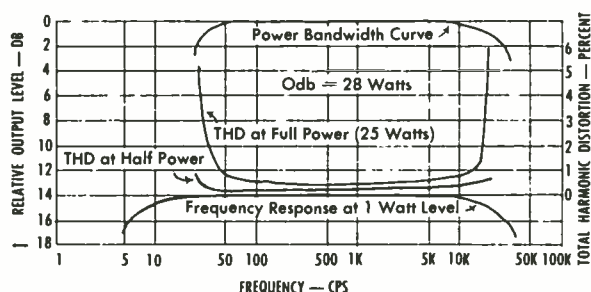 RELATIVE OUTPUT LEVEL — DB
0
2
4
6
8
10
12
14
16
18
Power Bandwidth Curve
0db = 28 Watts
THD at Full Power (25 Watts)
THD at Half Power
Frequency Response at 1 Watt Level
6
5
4
3
2
1
0
TOTAL HARMONIC DISTORTION — PERCENT
1 5 10 50 100 500 1K 5K 10K 50K 100K
FREQUENCY — CPS